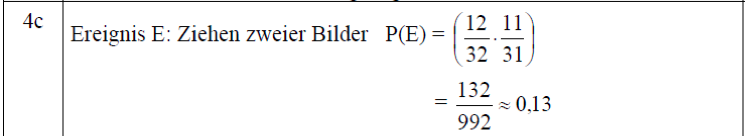 4c
Ereignis E: Ziehen zweier Bilder P(E) = (12/32 · 11/31)
= 132/992 ≈ 0,13